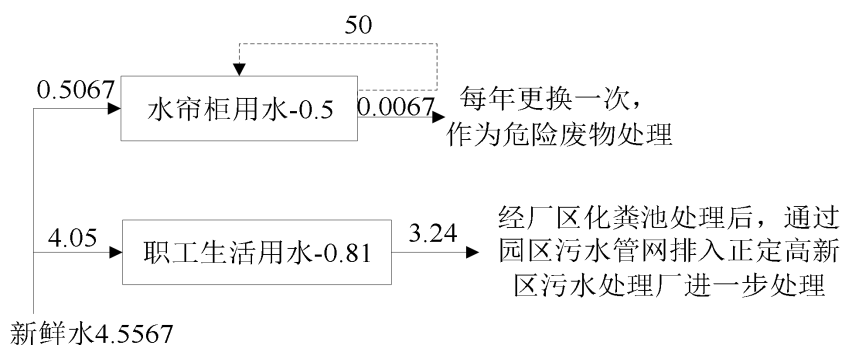 50
0.5067
水帘柜用水-0.5
0.0067
每年更换一次，
作为危险废物处理
4.05
职工生活用水-0.81
3.24
经厂区化粪池处理后，通过
园区污水管网排入正定高新
区污水处理厂进一步处理
新鲜水4.5567